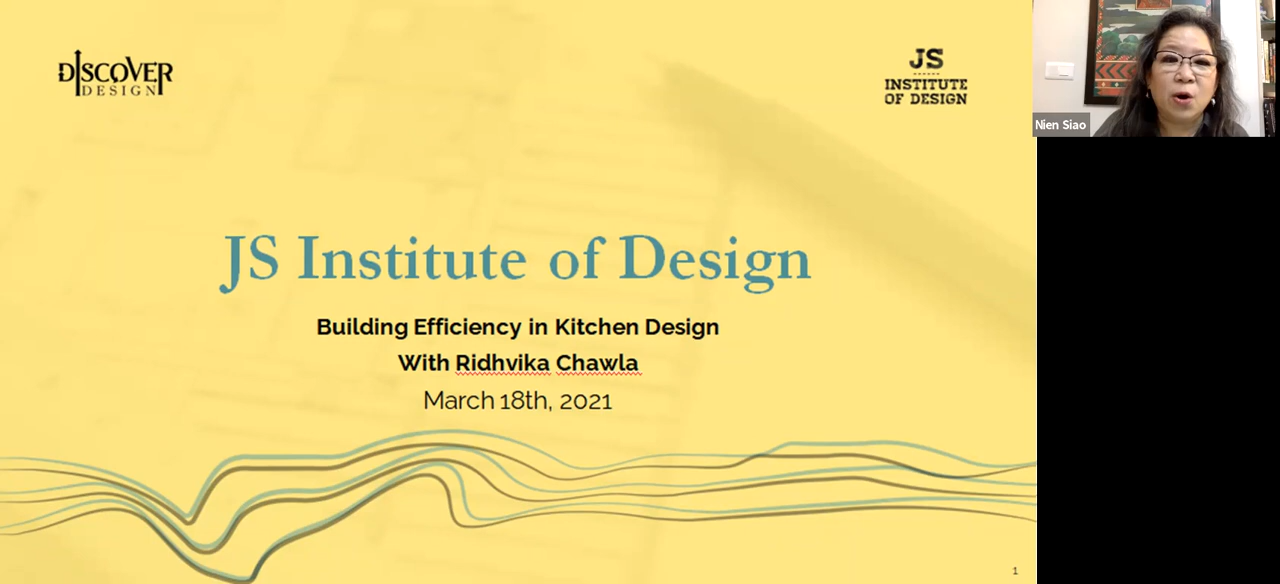 DISCOVER
DESIGN
JS
INSTITUTE
OF DESIGN
Nien Siao
JS Institute of Design
Building Efficiency in Kitchen Design
With Ridhvika Chawla
March 18th, 2021
1